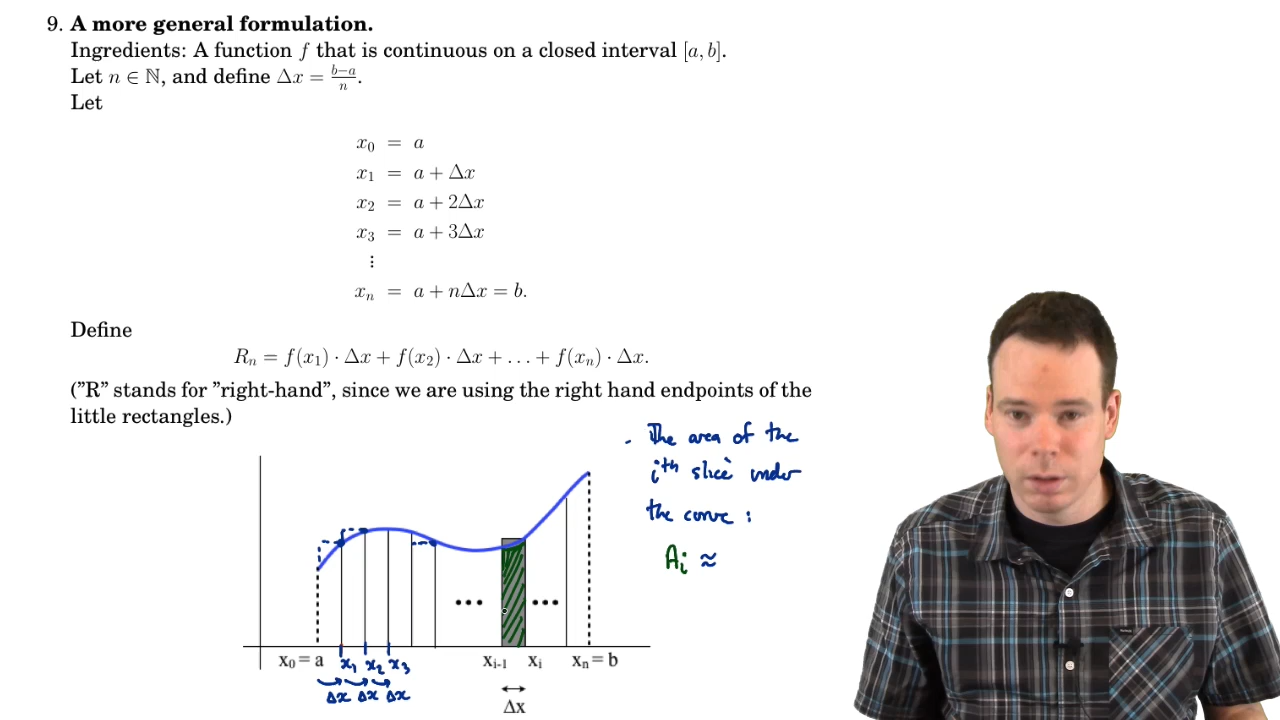 9. A more general formulation.
Ingredients: A function f that is continuous on a closed interval [a, b].
Let n ∈ ℕ, and define Δx = (b−a)/n.
Let
x₀ = a
x₁ = a + Δx
x₂ = a + 2Δx
x₃ = a + 3Δx
⋮
xₙ = a + nΔx = b.
Define
Rₙ = f(x₁) · Δx + f(x₂) · Δx + . . . + f(xₙ) · Δx.
("R" stands for "right-hand", since we are using the right hand endpoints of the
little rectangles.)
- The area of the
iᵗʰ slice under
the curve :
Aᵢ ≈
... ...
x₀ = a x₁ x₂ x₃ xᵢ₋₁ xᵢ xₙ = b
Δx Δx Δx
Δx